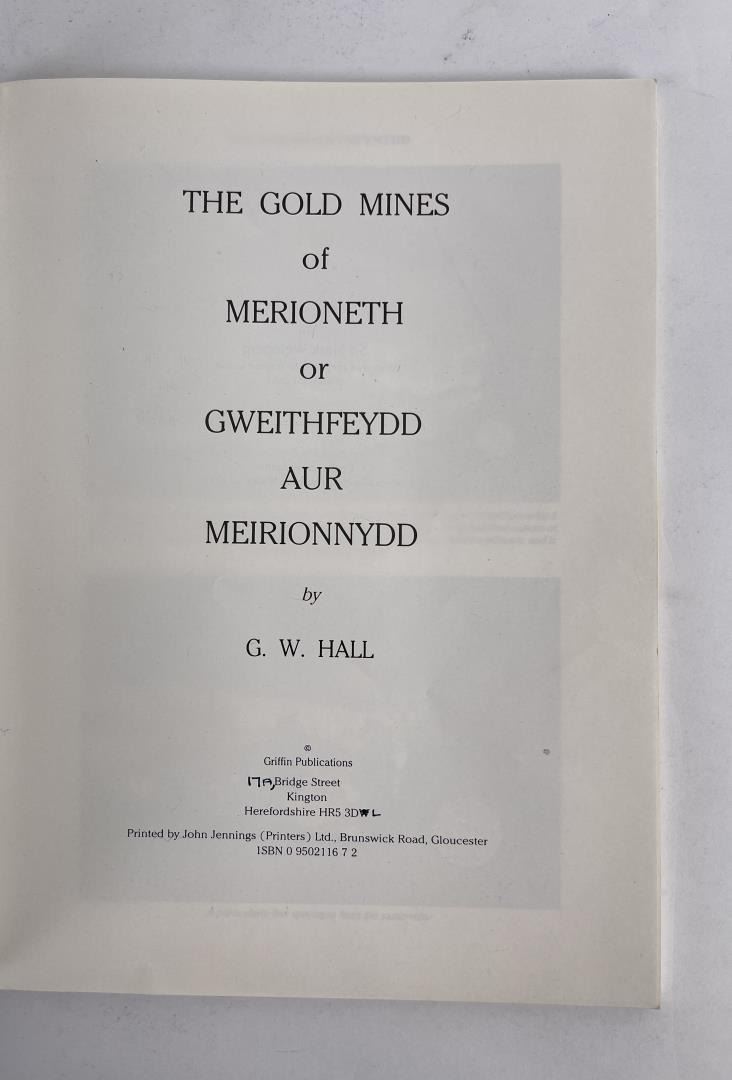 THE GOLD MINES
of
MERIONETH
or
GWEITHFEYDD
AUR
MEIRIONNYDD
by
G. W. HALL
©
Griffin Publications
17A, Bridge Street
Kington
Herefordshire HR5 3DL
Printed by John Jennings (Printers) Ltd., Brunswick Road, Gloucester
ISBN 0 9502116 7 2